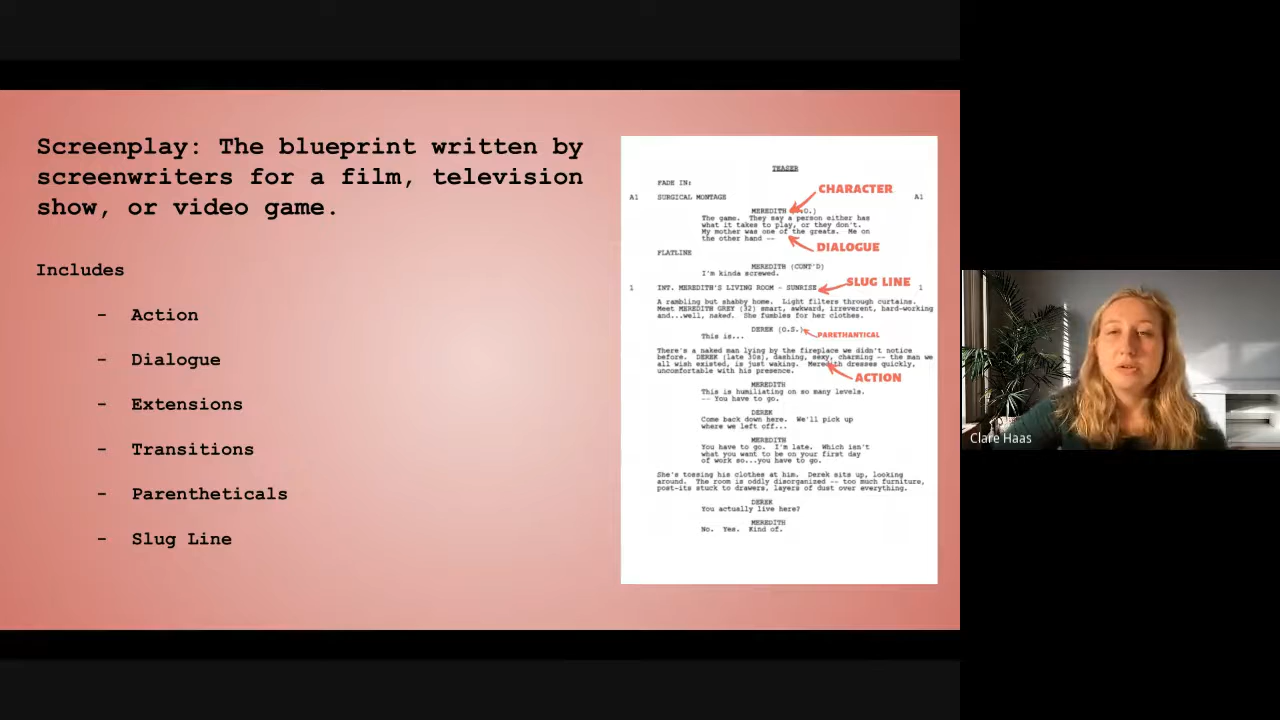 Screenplay: The blueprint written by
screenwriters for a film, television
show, or video game.
Includes
- Action
- Dialogue
- Extensions
- Transitions
- Parentheticals
- Slug Line
TEASER
FADE IN:
A1 SURGICAL MONTAGE A1
CHARACTER
MEREDITH O.)
The game. They say a person either has
what it takes to play, or they don't.
My mother was one of the greats. Me on
the other hand --
DIALOGUE
FLATLINE
MEREDITH (CONT'D)
I'm kinda screwed.
SLUG LINE
1 INT. MEREDITH'S LIVING ROOM - SUNRISE 1
A rambling but shabby home. Light filters through curtains.
Meet MEREDITH GREY (32) smart, awkward, irreverent, hard-working
and...well, naked. She fumbles for her clothes.
DEREK (O.S.)
PARETHANTICAL
This is...
There's a naked man lying by the fireplace we didn't notice
before. DEREK (late 30s), dashing, sexy, charming -- the man we
all wish existed, is just waking. Meredith dresses quickly,
uncomfortable with his presence.
ACTION
MEREDITH
This is humiliating on so many levels.
-- You have to go.
DEREK
Come back down here. We'll pick up
where we left off...
MEREDITH
You have to go. I'm late. Which isn't
what you want to be on your first day
of work so...you have to go.
She's tossing his clothes at him. Derek sits up, looking
around. The room is oddly disorganized -- too much furniture,
post-its stuck to drawers, layers of dust over everything.
DEREK
You actually live here?
MEREDITH
No. Yes. Kind of.
Clare Haas